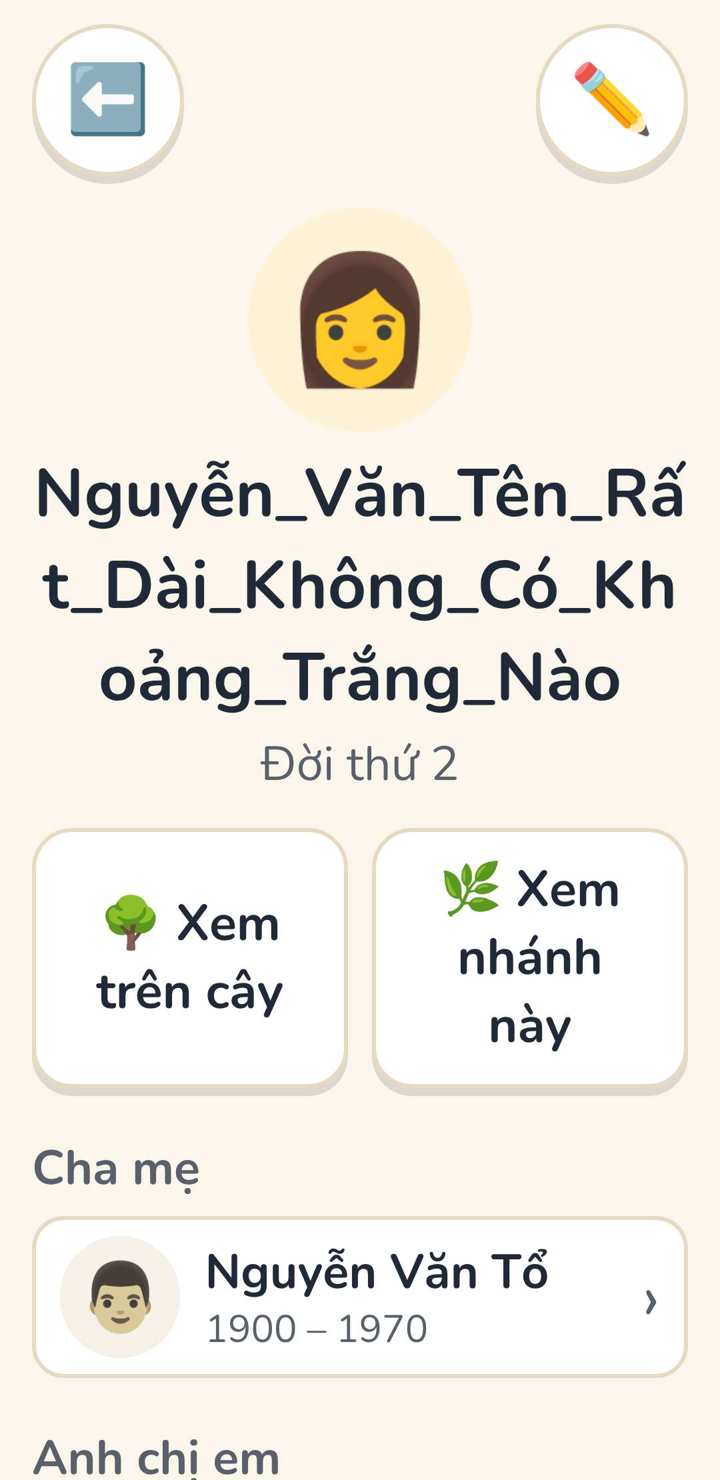 Nguyễn_Văn_Tên_Rấ
t_Dài_Không_Có_Kh
oảng_Trắng_Nào
Đời thứ 2
Xem
trên cây
Xem
nhánh
này
Cha mẹ
Nguyễn Văn Tổ
1900 – 1970
Anh chị em